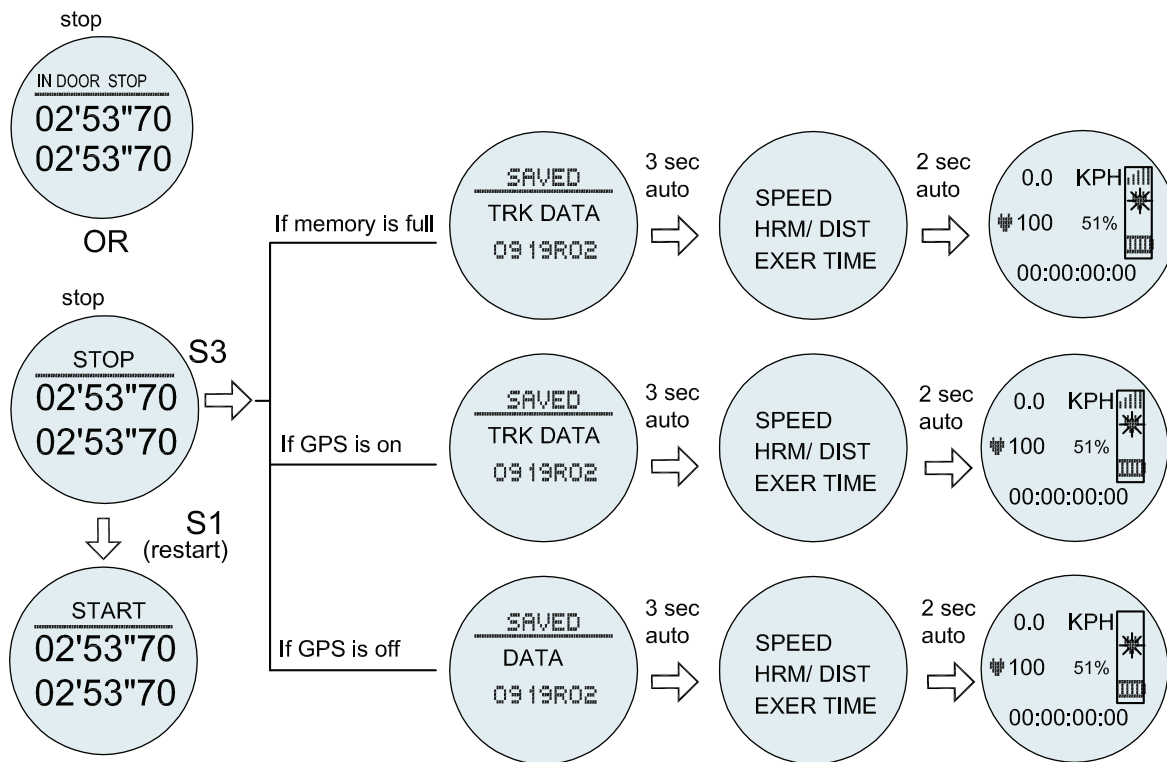 stop
IN DOOR STOP
02'53"70
02'53"70
OR
stop
STOP
02'53"70
02'53"70
S3
S1
(restart)
START
02'53"70
02'53"70
If memory is full
SAVED
TRK DATA
0919R02
3 sec
auto
SPEED
HRM/ DIST
EXER TIME
2 sec
auto
0.0 KPH
100 51%
00:00:00:00
If GPS is on
SAVED
TRK DATA
0919R02
3 sec
auto
SPEED
HRM/ DIST
EXER TIME
2 sec
auto
0.0 KPH
100 51%
00:00:00:00
If GPS is off
SAVED
DATA
0919R02
3 sec
auto
SPEED
HRM/ DIST
EXER TIME
2 sec
auto
0.0 KPH
100 51%
00:00:00:00